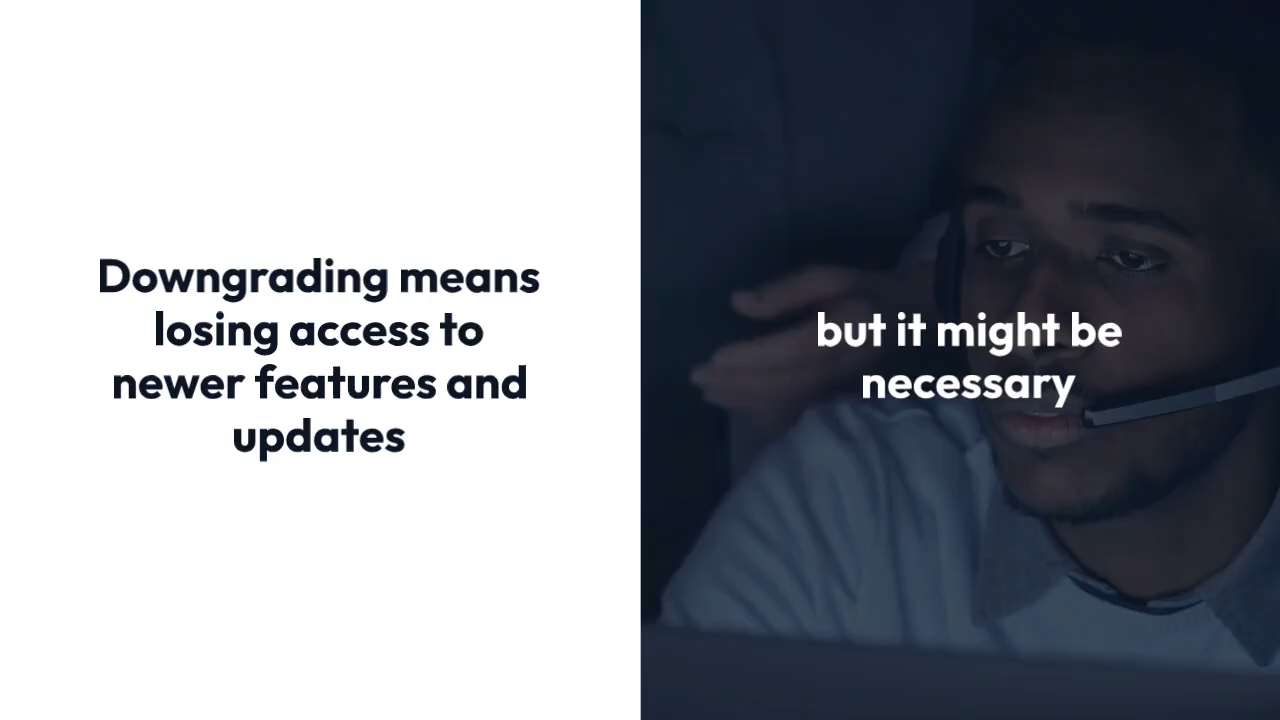 Downgrading means
losing access to
newer features and
updates
but it might be
necessary